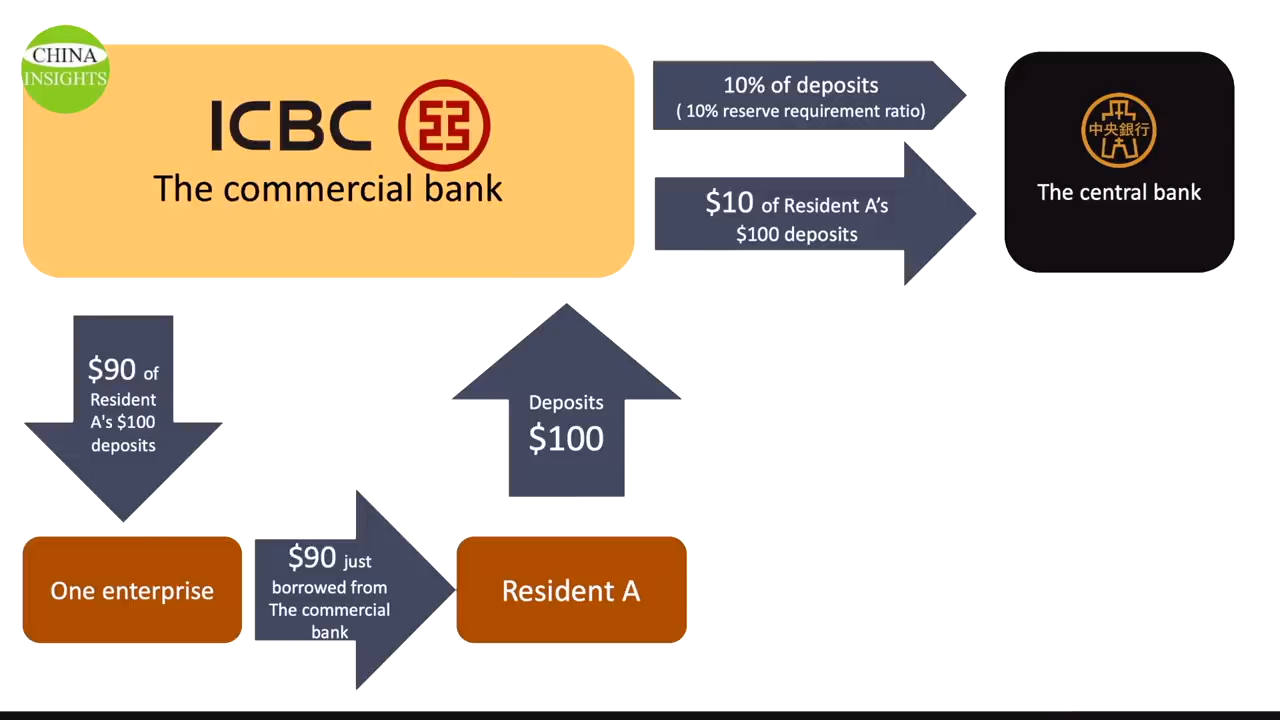 CHINA
INSIGHTS
ICBC
The commercial bank
10% of deposits
( 10% reserve requirement ratio)
$10 of Resident A’s
$100 deposits
中央銀行
The central bank
$90 of
Resident
A's $100
deposits
Deposits
$100
One enterprise
$90 just
borrowed from
The commercial
bank
Resident A